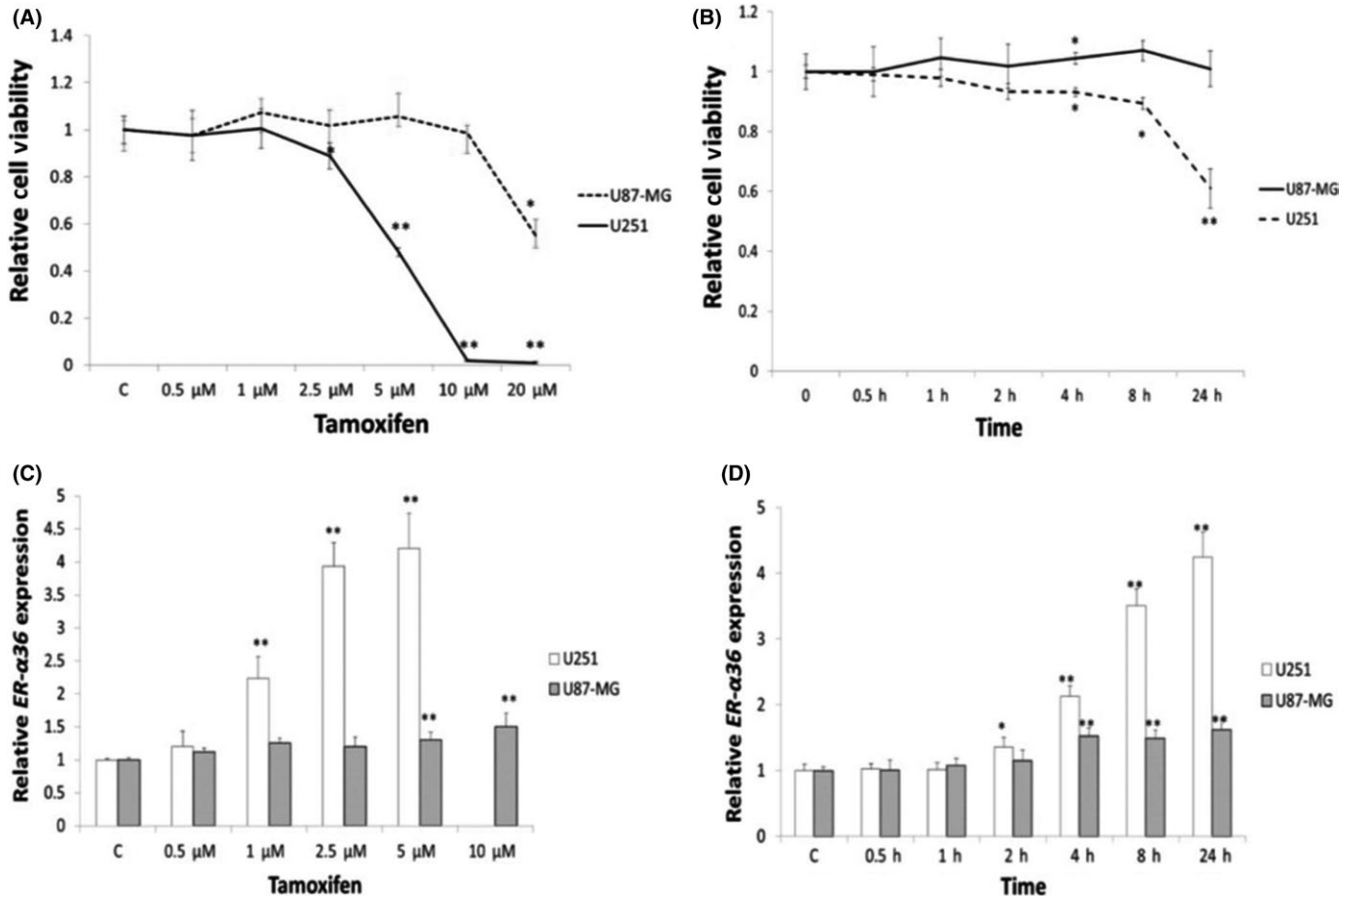 (A)
Relative cell viability
1.4
1.2
1
0.8
0.6
0.4
0.2
0
*
**
**
**
*
C 0.5 µM 1 µM 2.5 µM 5 µM 10 µM 20 µM
Tamoxifen
U87-MG
U251
(B)
Relative cell viability
1.2
1
0.8
0.6
0.4
0.2
0
*
*
*
**
0 0.5 h 1 h 2 h 4 h 8 h 24 h
Time
U87-MG
U251
(C)
Relative ER-α36 expression
5
4.5
4
3.5
3
2.5
2
1.5
1
0.5
0
**
**
**
**
**
C 0.5 µM 1 µM 2.5 µM 5 µM 10 µM
Tamoxifen
U251
U87-MG
(D)
Relative ER-α36 expression
5
4
3
2
1
0
*
**
**
**
**
**
**
C 0.5 h 1 h 2 h 4 h 8 h 24 h
Time
U251
U87-MG